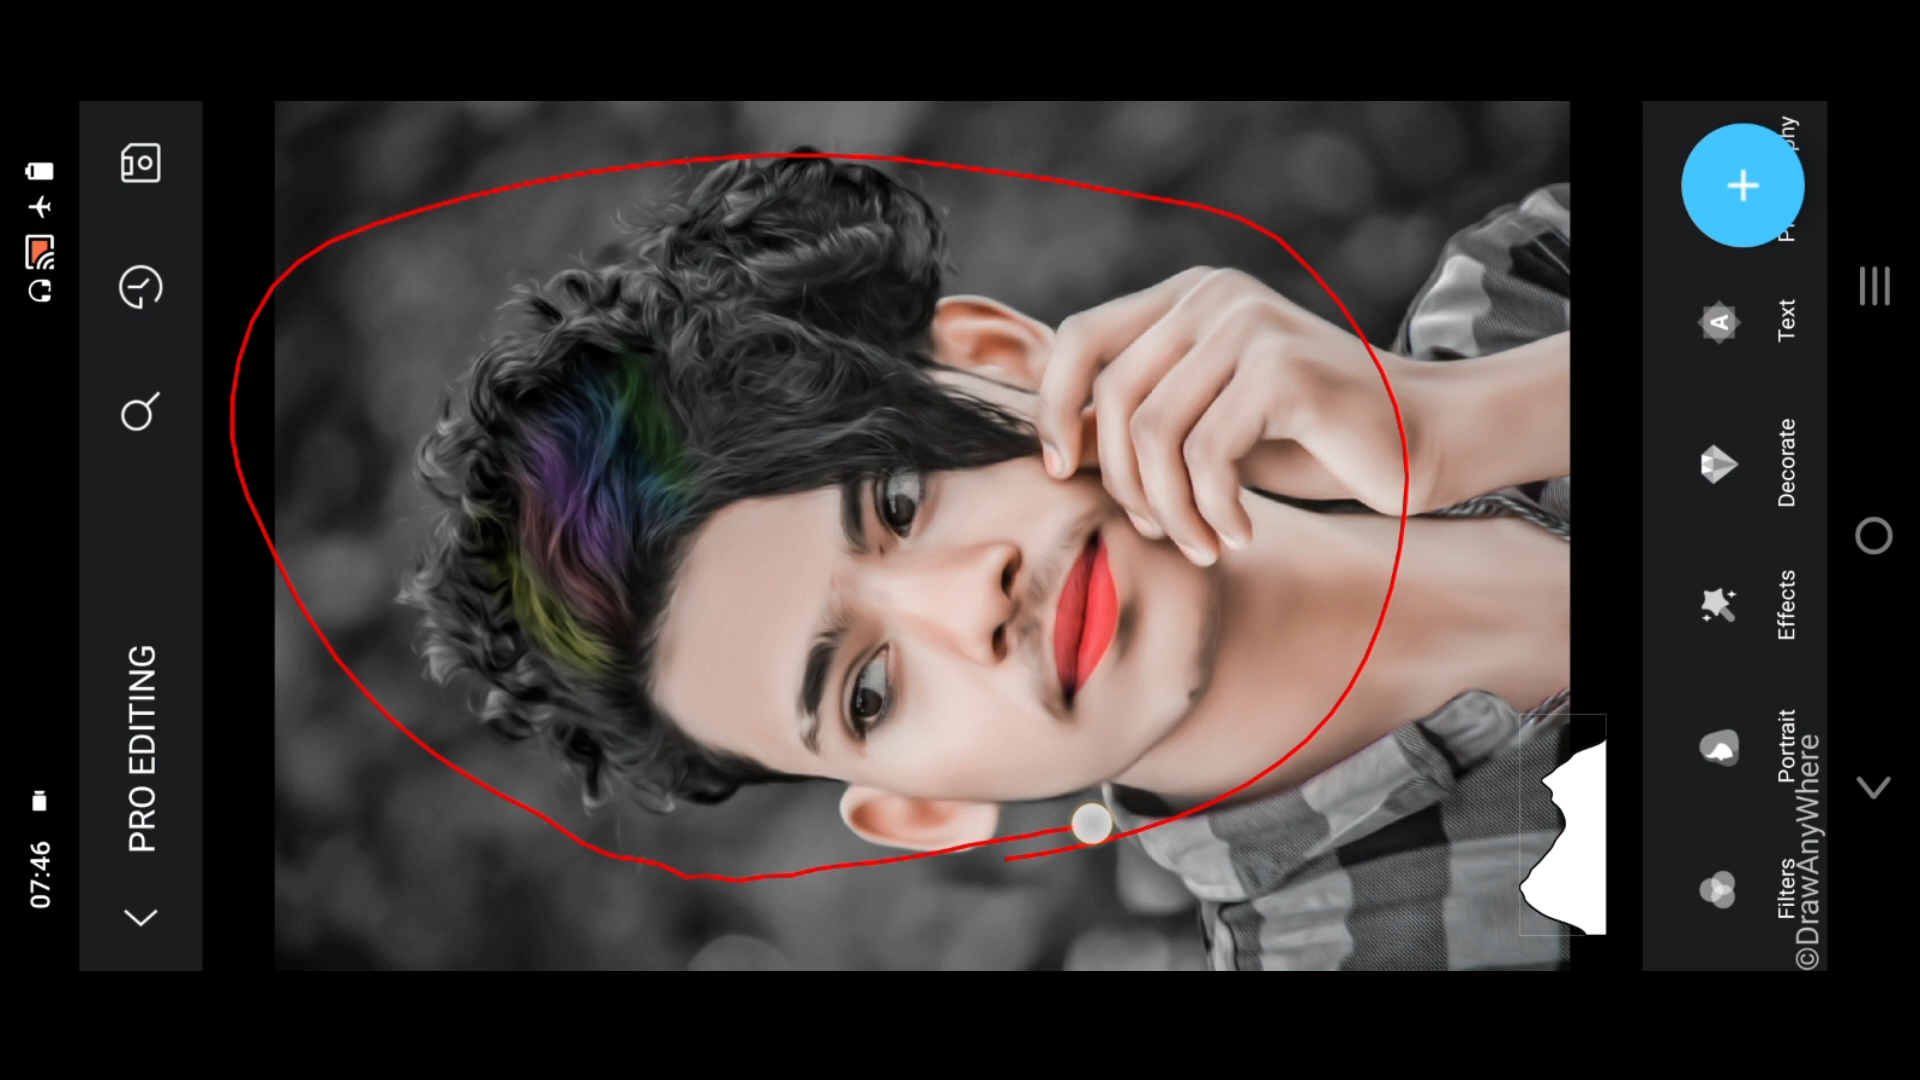 07:46
PRO EDITING
Filters
Portrait
Effects
Decorate
Text
A
©DrawAnyWhere